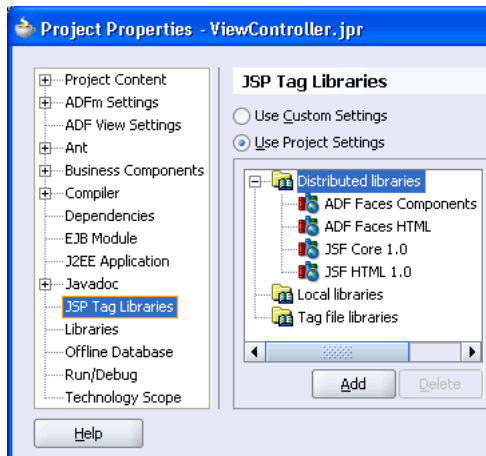 Project Properties - ViewController.jpr
Project Content
ADFm Settings
ADF View Settings
Ant
Business Components
Compiler
Dependencies
EJB Module
J2EE Application
Javadoc
JSP Tag Libraries
Libraries
Offline Database
Run/Debug
Technology Scope
Help
JSP Tag Libraries
Use Custom Settings
Use Project Settings
Distributed libraries
ADF Faces Components
ADF Faces HTML
JSF Core 1.0
JSF HTML 1.0
Local libraries
Tag file libraries
Add
Delete